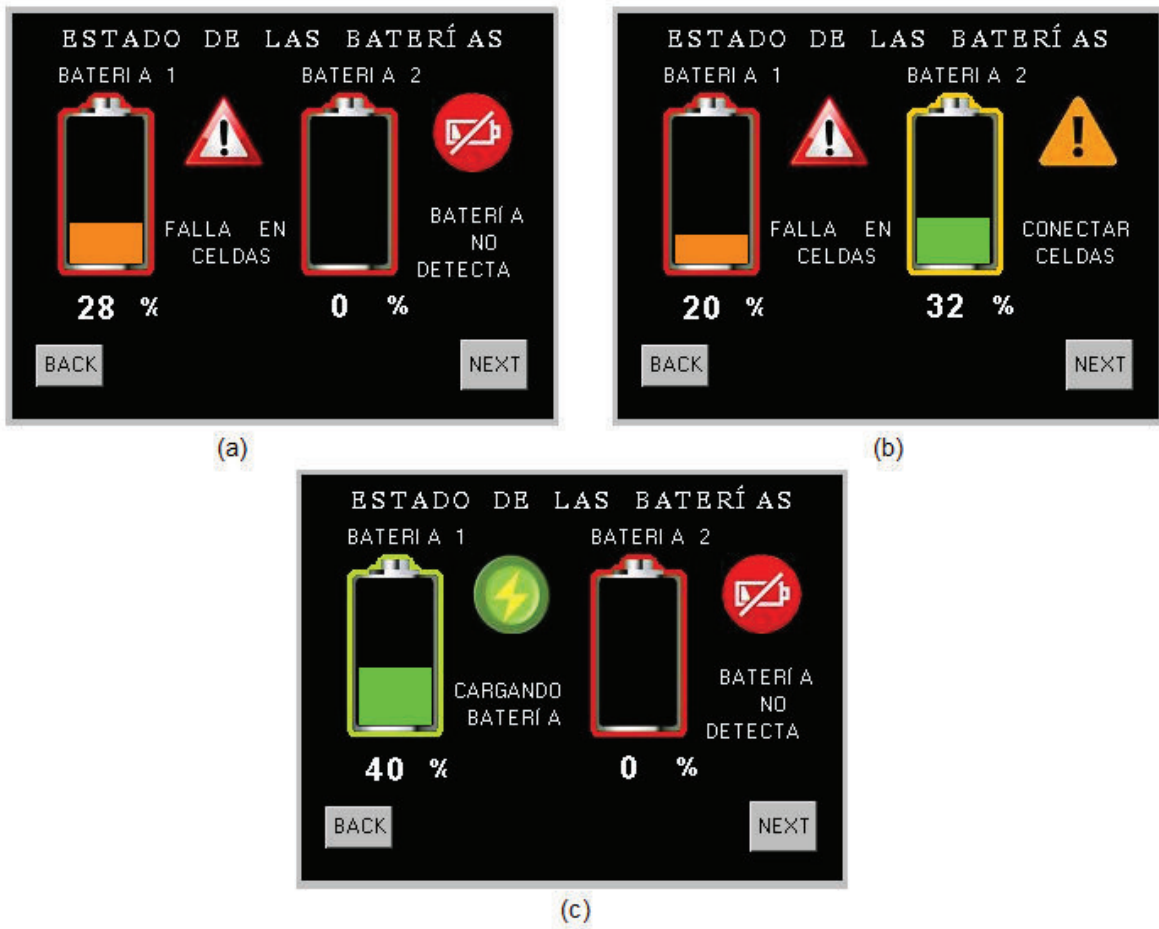 ESTADO DE LAS BATERÍAS
BATERIA 1
BATERIA 2
FALLA EN
CELDAS
BATERÍA
NO
DETECTA
28 %
0 %
BACK
NEXT
(a)
ESTADO DE LAS BATERÍAS
BATERIA 1
BATERIA 2
FALLA EN
CELDAS
CONECTAR
CELDAS
20 %
32 %
BACK
NEXT
(b)
ESTADO DE LAS BATERÍAS
BATERIA 1
BATERIA 2
CARGANDO
BATERÍA
BATERÍA
NO
DETECTA
40 %
0 %
BACK
NEXT
(c)